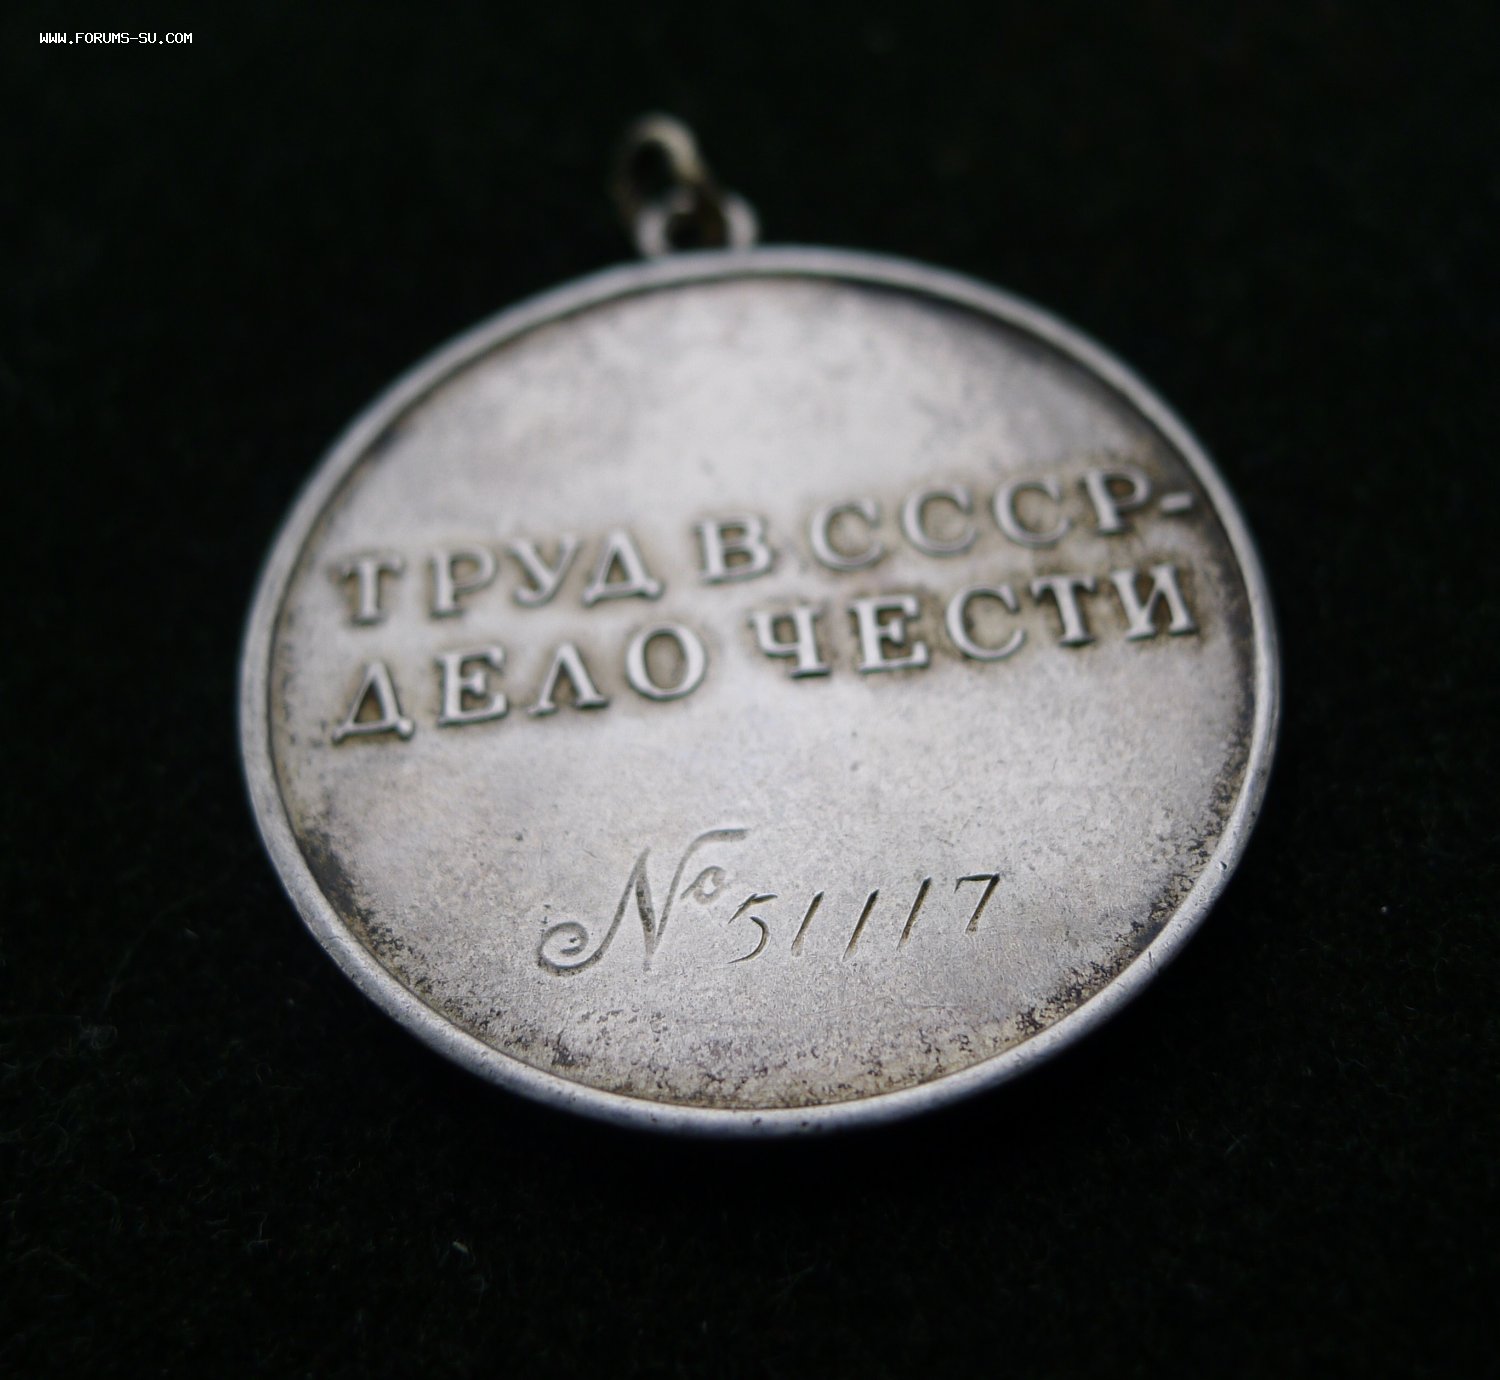 WWW.FORUMS-SU.COM
ТРУД В СССР-
ДЕЛО ЧЕСТИ
№ 51117